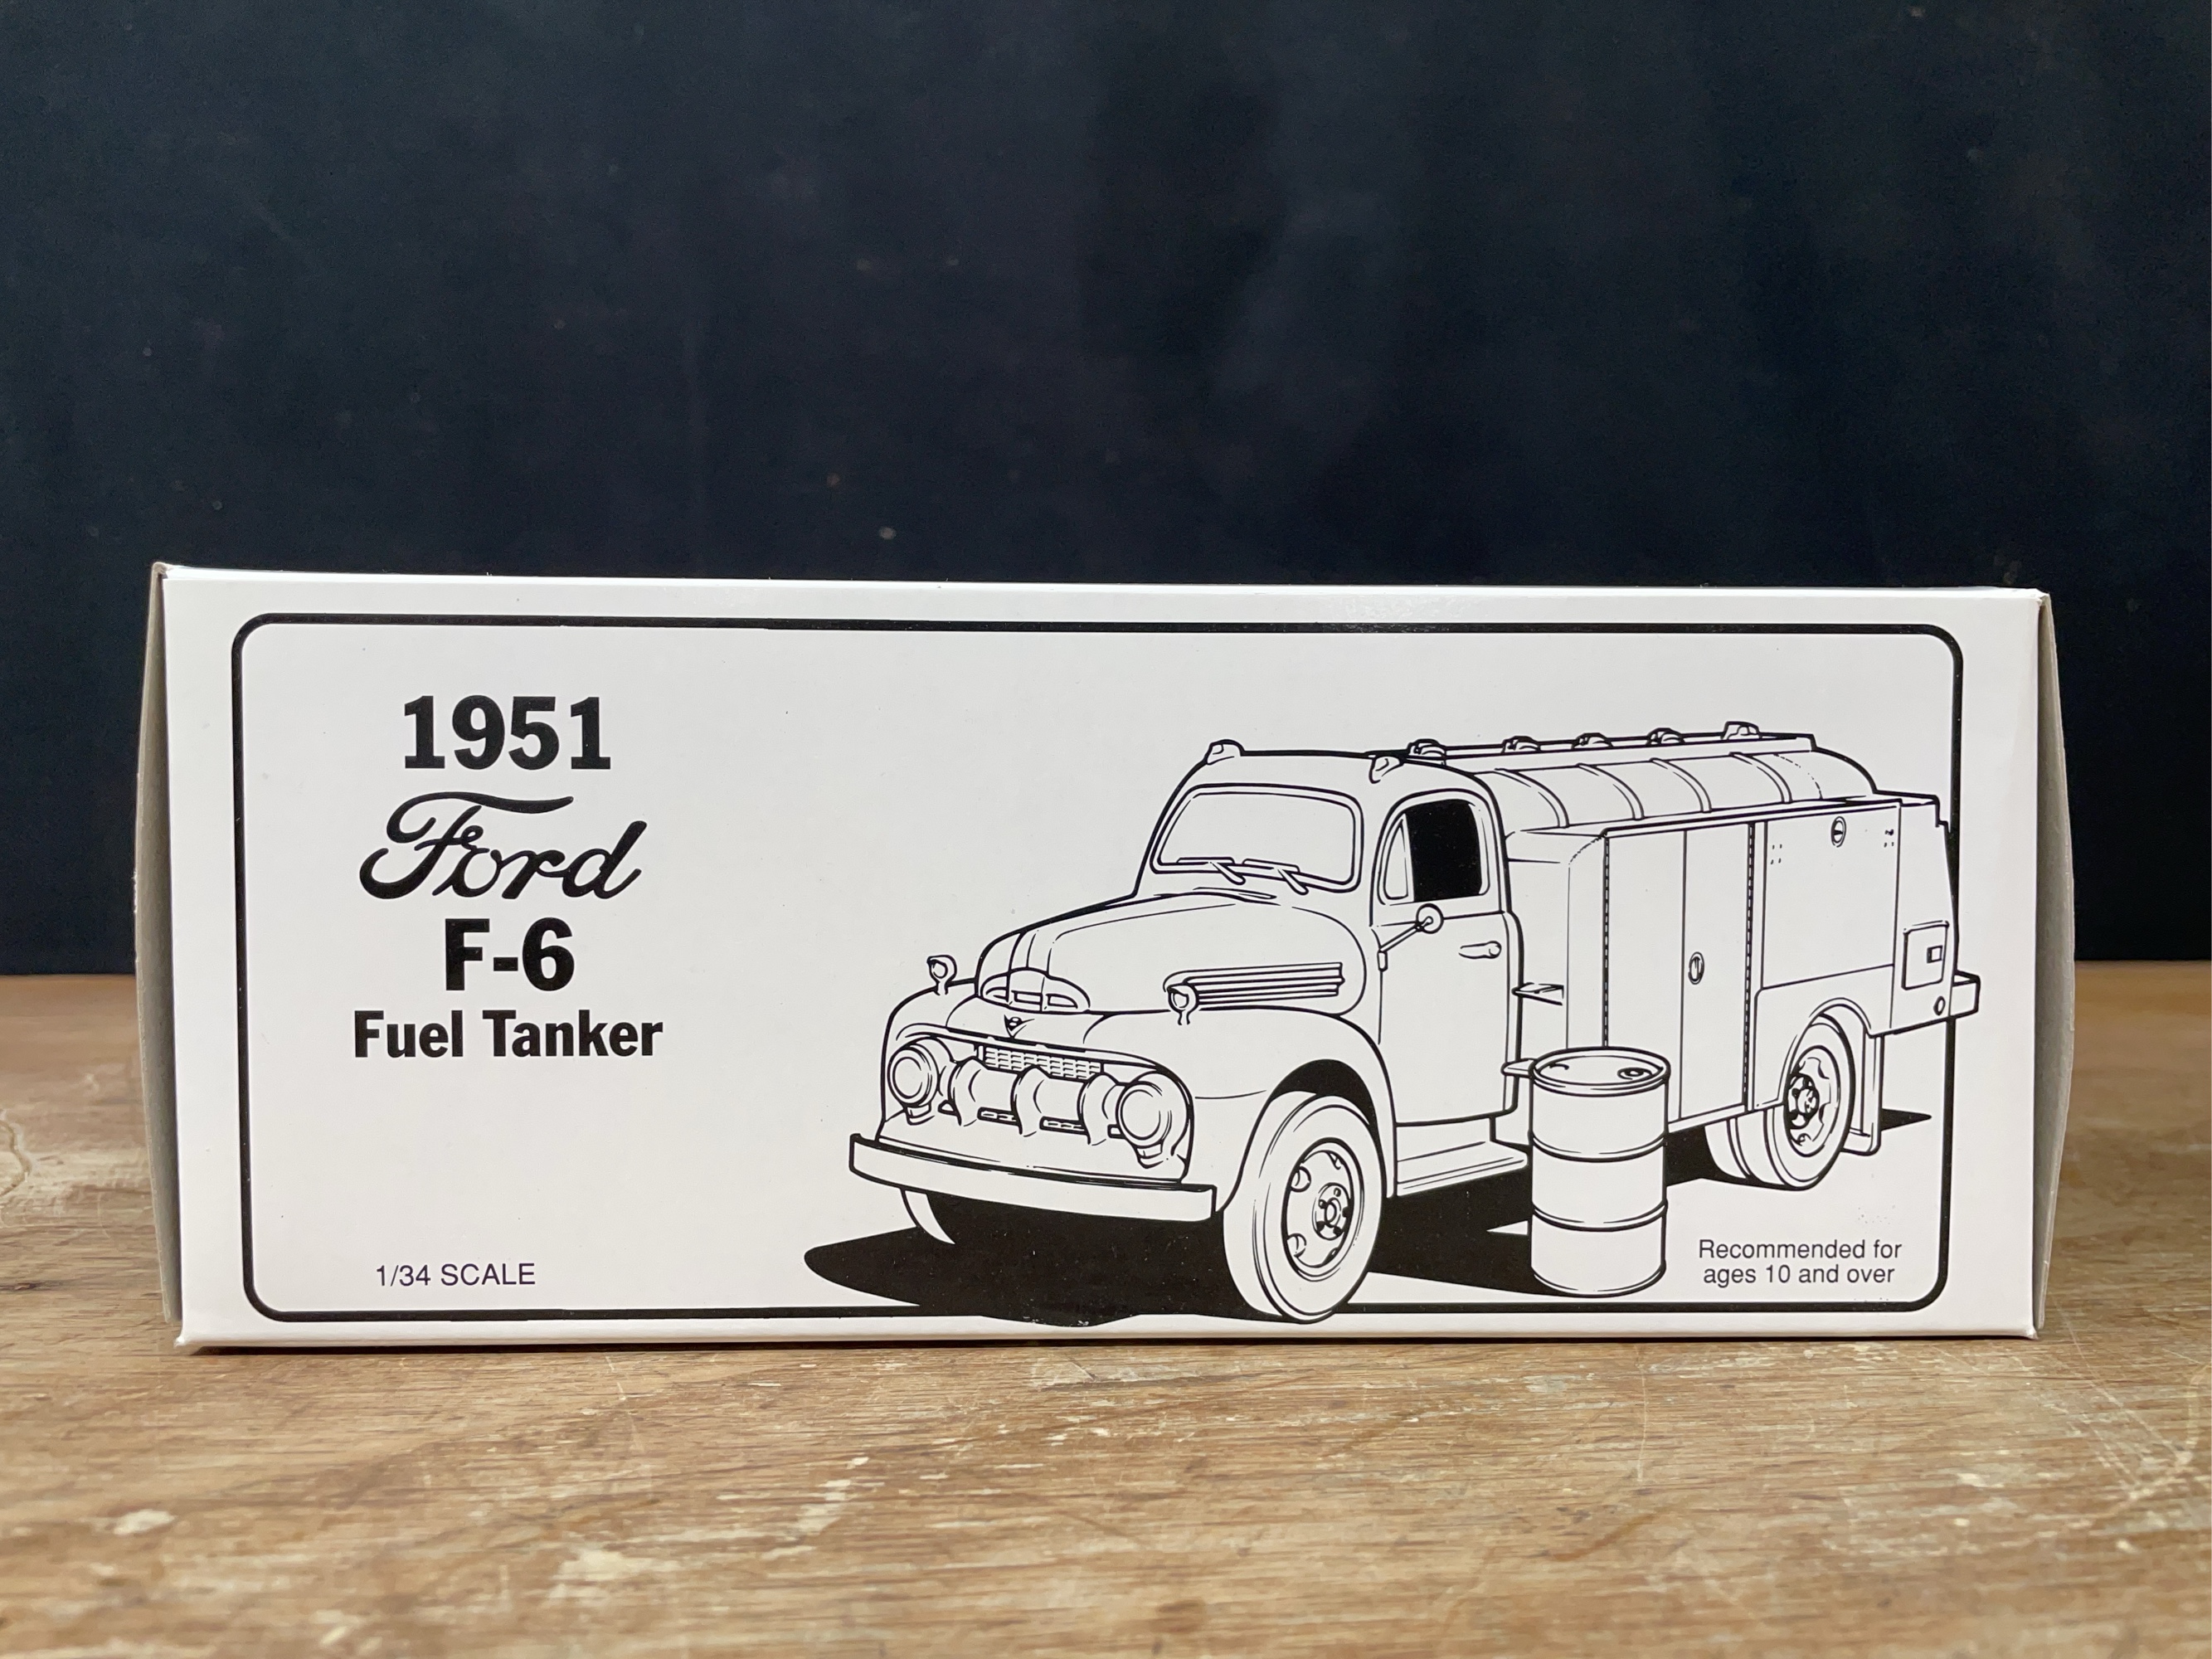 1951
Ford
F-6
Fuel Tanker
1/34 SCALE
Recommended for
ages 10 and over